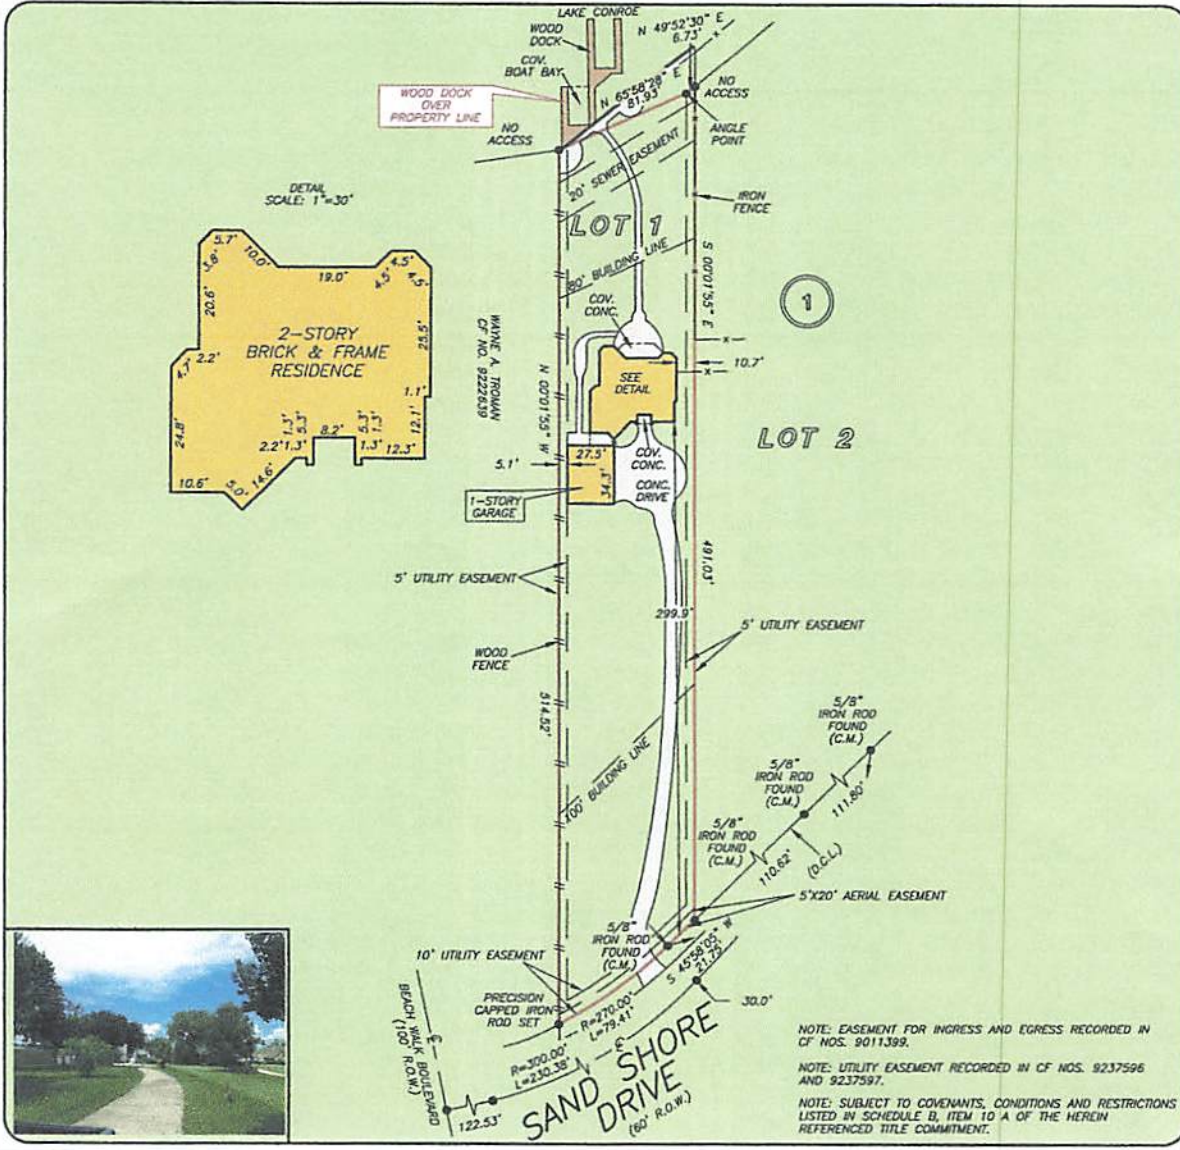 LAKE CONROE
WOOD
DOCK
COV.
BOAT BAY
N 49°52'30" E
6.73'
N 65°58'28" E
81.93'
NO
ACCESS
WOOD DOCK
OVER
PROPERTY LINE
NO
ACCESS
ANGLE
POINT
20' SEWER EASEMENT
IRON
FENCE
LOT 1
DETAIL
SCALE: 1"=30'
5.7'
10.0'
3.8'
19.0'
4.5'
4.5'
4.5'
20.6'
25.5'
2-STORY
BRICK & FRAME
RESIDENCE
2.2'
4.7'
1.1'
24.8'
12.1'
1.3'
5.3'
8.2'
5.3'
1.3'
2.2'
1.3'
1.3'
12.3'
10.6'
5.0'
14.6'
80' BUILDING LINE
S 00°01'55" E
1
COV.
CONC.
WAYNE A. TROMAN
CF NO. 9222639
N 00°01'55" W
SEE
DETAIL
10.7'
LOT 2
5.1'
27.5'
34.3'
COV.
CONC.
CONC.
DRIVE
1-STORY
GARAGE
491.03'
5' UTILITY EASEMENT
299.9'
5' UTILITY EASEMENT
WOOD
FENCE
514.52'
100' BUILDING LINE
5/8"
IRON ROD
FOUND
(C.M.)
5/8"
IRON ROD
FOUND
(C.M.)
111.80'
5/8"
IRON ROD
FOUND
(C.M.)
110.62'
(D.C.L.)
5'X20' AERIAL EASEMENT
5/8"
IRON ROD
FOUND
(C.M.)
10' UTILITY EASEMENT
S 45°58'05" W
21.75'
PRECISION
CAPPED IRON
ROD SET
R=270.00'
L=79.41'
30.0'
BEACH WALK BOULEVARD
(100' R.O.W.)
R=300.00'
L=230.38'
122.53'
SAND SHORE
DRIVE
(60' R.O.W.)
NOTE: EASEMENT FOR INGRESS AND EGRESS RECORDED IN
CF NOS. 9011399.
NOTE: UTILITY EASEMENT RECORDED IN CF NOS. 9237596
AND 9237597.
NOTE: SUBJECT TO COVENANTS, CONDITIONS AND RESTRICTIONS
LISTED IN SCHEDULE B, ITEM 10 A OF THE HEREIN
REFERENCED TITLE COMMITMENT.